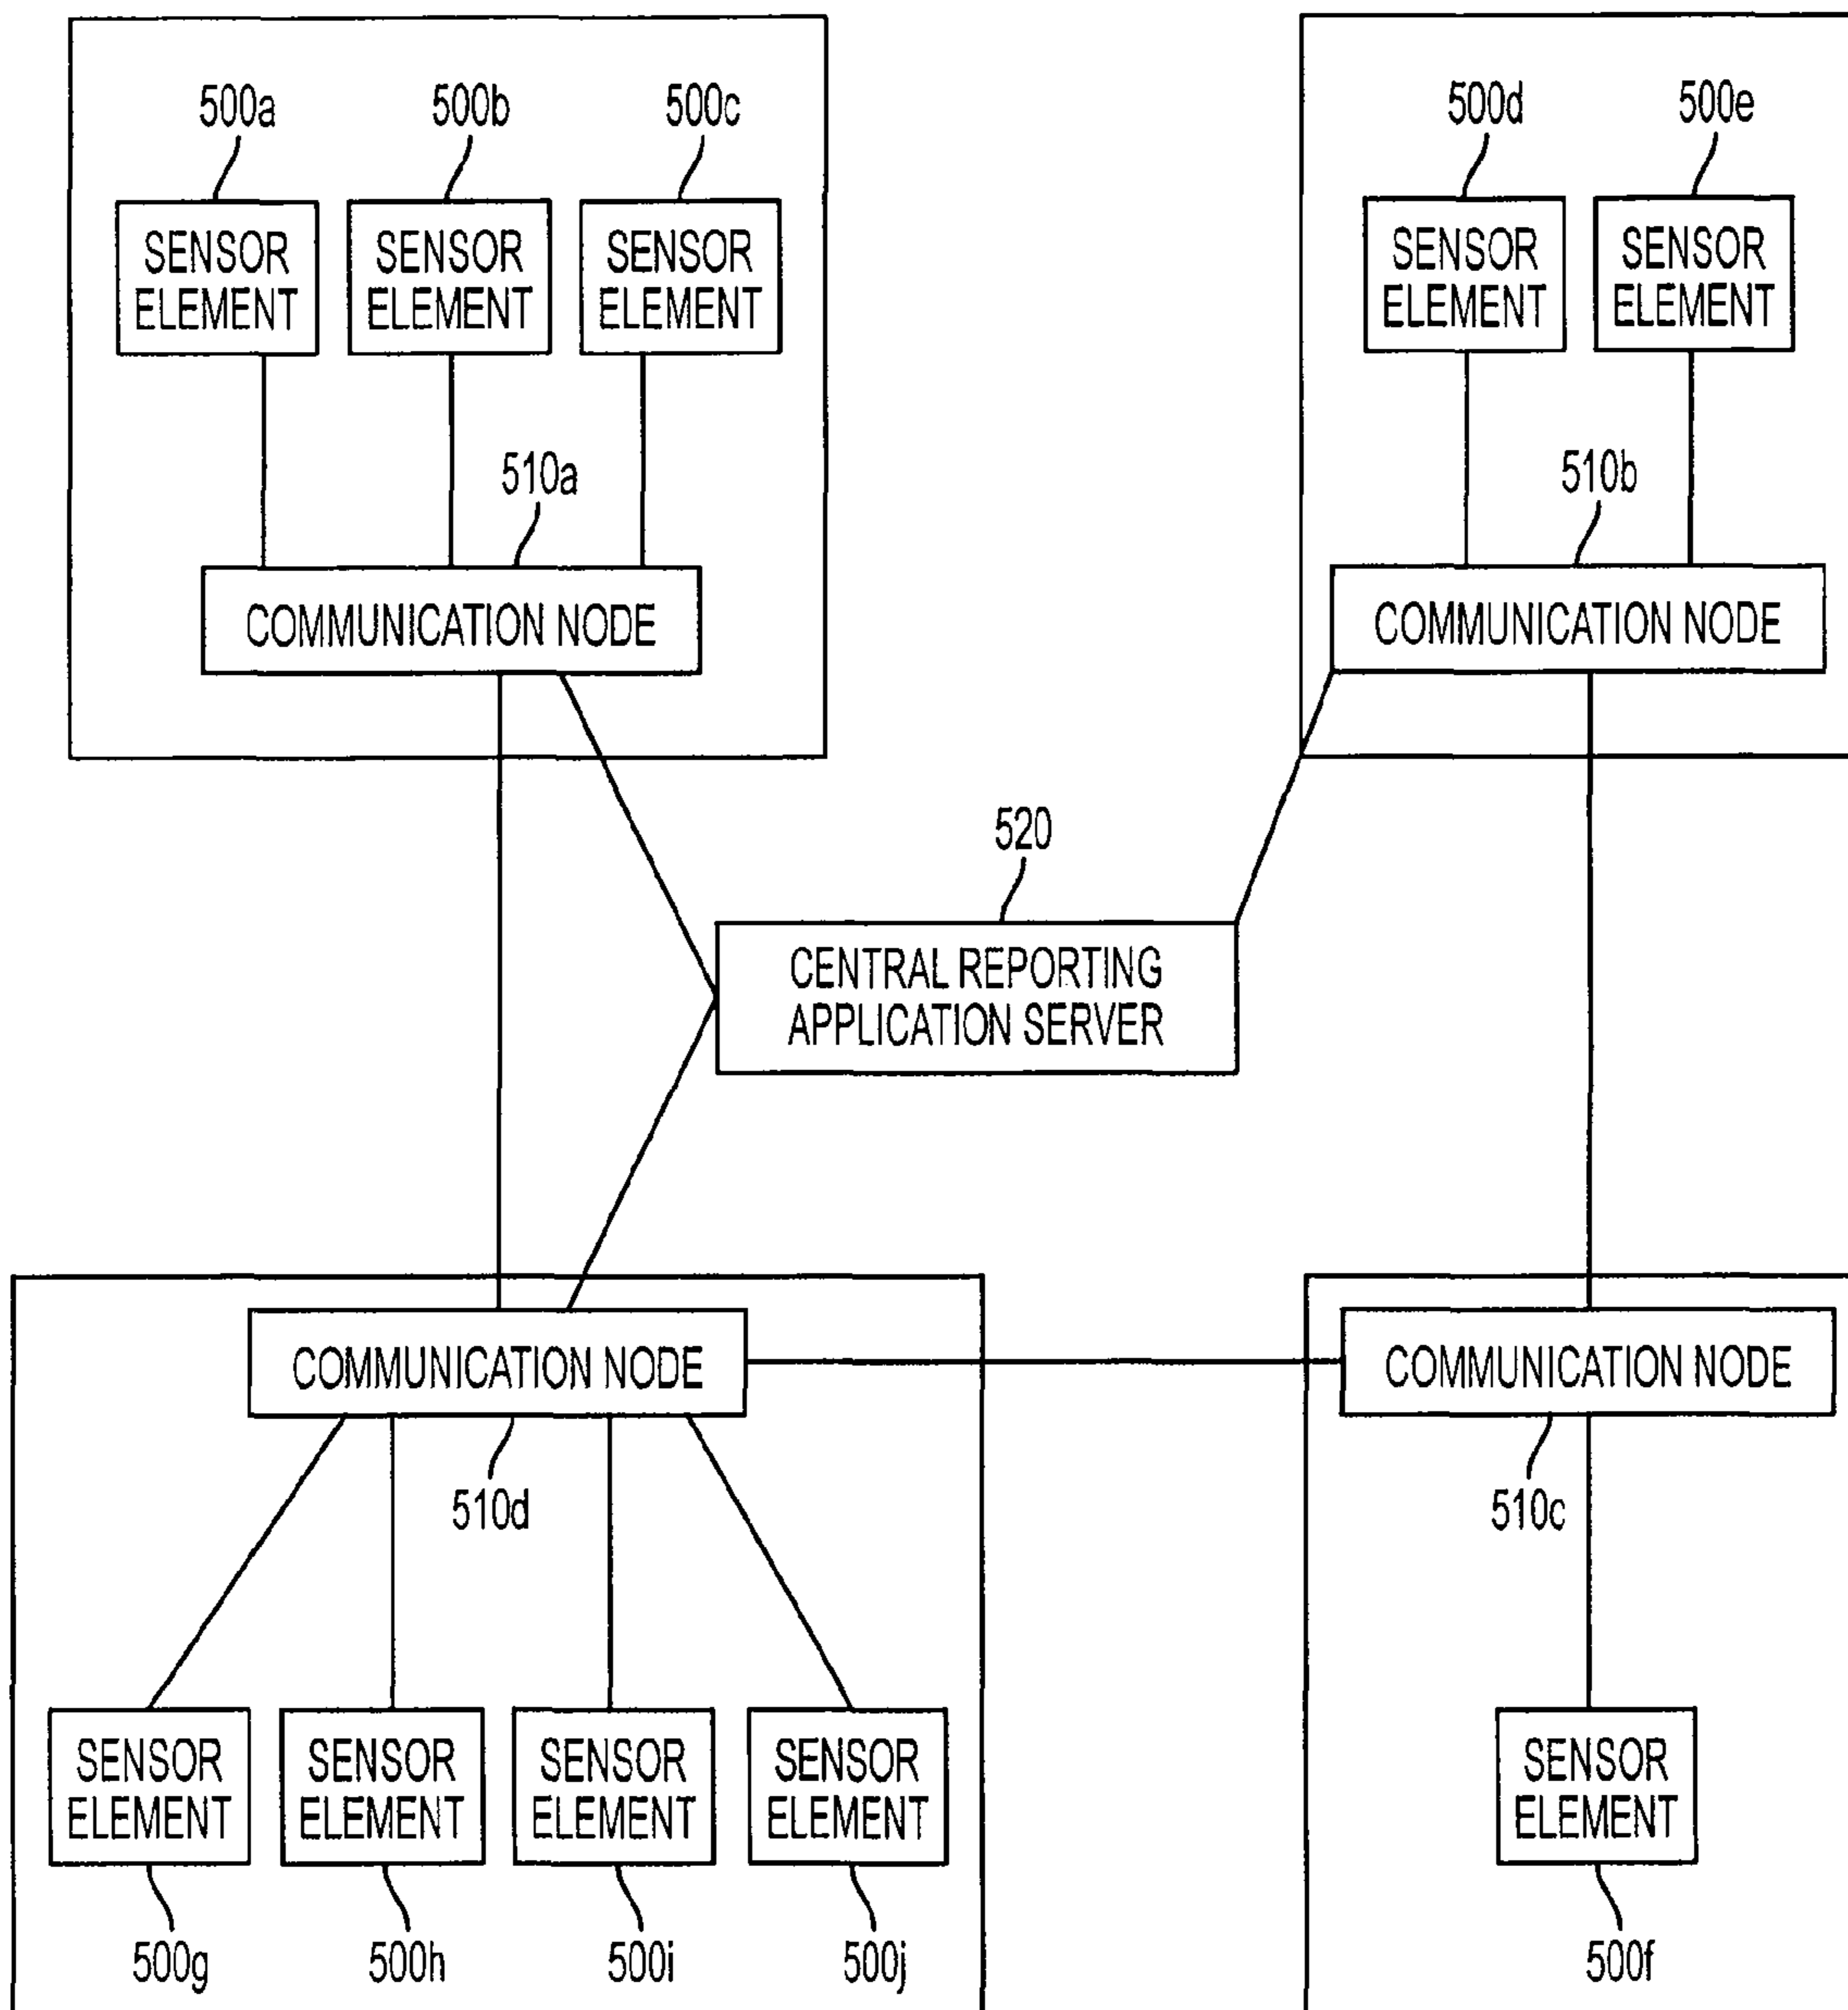 500a
500b
500c
500d
500e
SENSOR
ELEMENT
SENSOR
ELEMENT
SENSOR
ELEMENT
SENSOR
ELEMENT
SENSOR
ELEMENT
510a
510b
COMMUNICATION NODE
COMMUNICATION NODE
520
CENTRAL REPORTING
APPLICATION SERVER
COMMUNICATION NODE
COMMUNICATION NODE
510d
510c
SENSOR
ELEMENT
SENSOR
ELEMENT
SENSOR
ELEMENT
SENSOR
ELEMENT
SENSOR
ELEMENT
500g
500h
500i
500j
500f